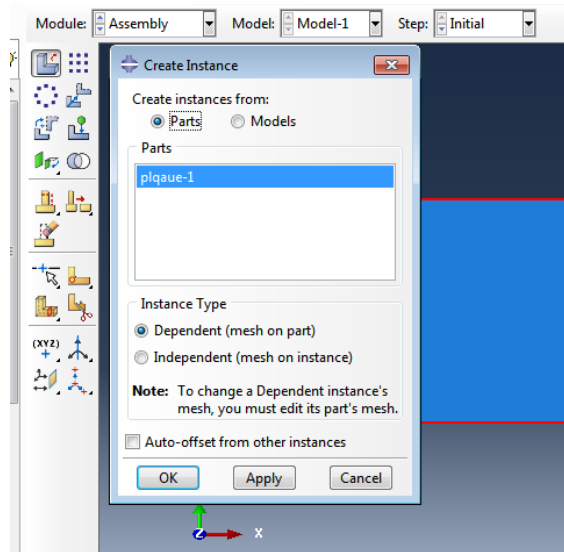 Module: Assembly Model: Model-1 Step: Initial
Create Instance
Create instances from:
Parts Models
Parts
plqaue-1
Instance Type
Dependent (mesh on part)
Independent (mesh on instance)
Note: To change a Dependent instance's
mesh, you must edit its part's mesh.
Auto-offset from other instances
OK Apply Cancel
(XYZ)
X